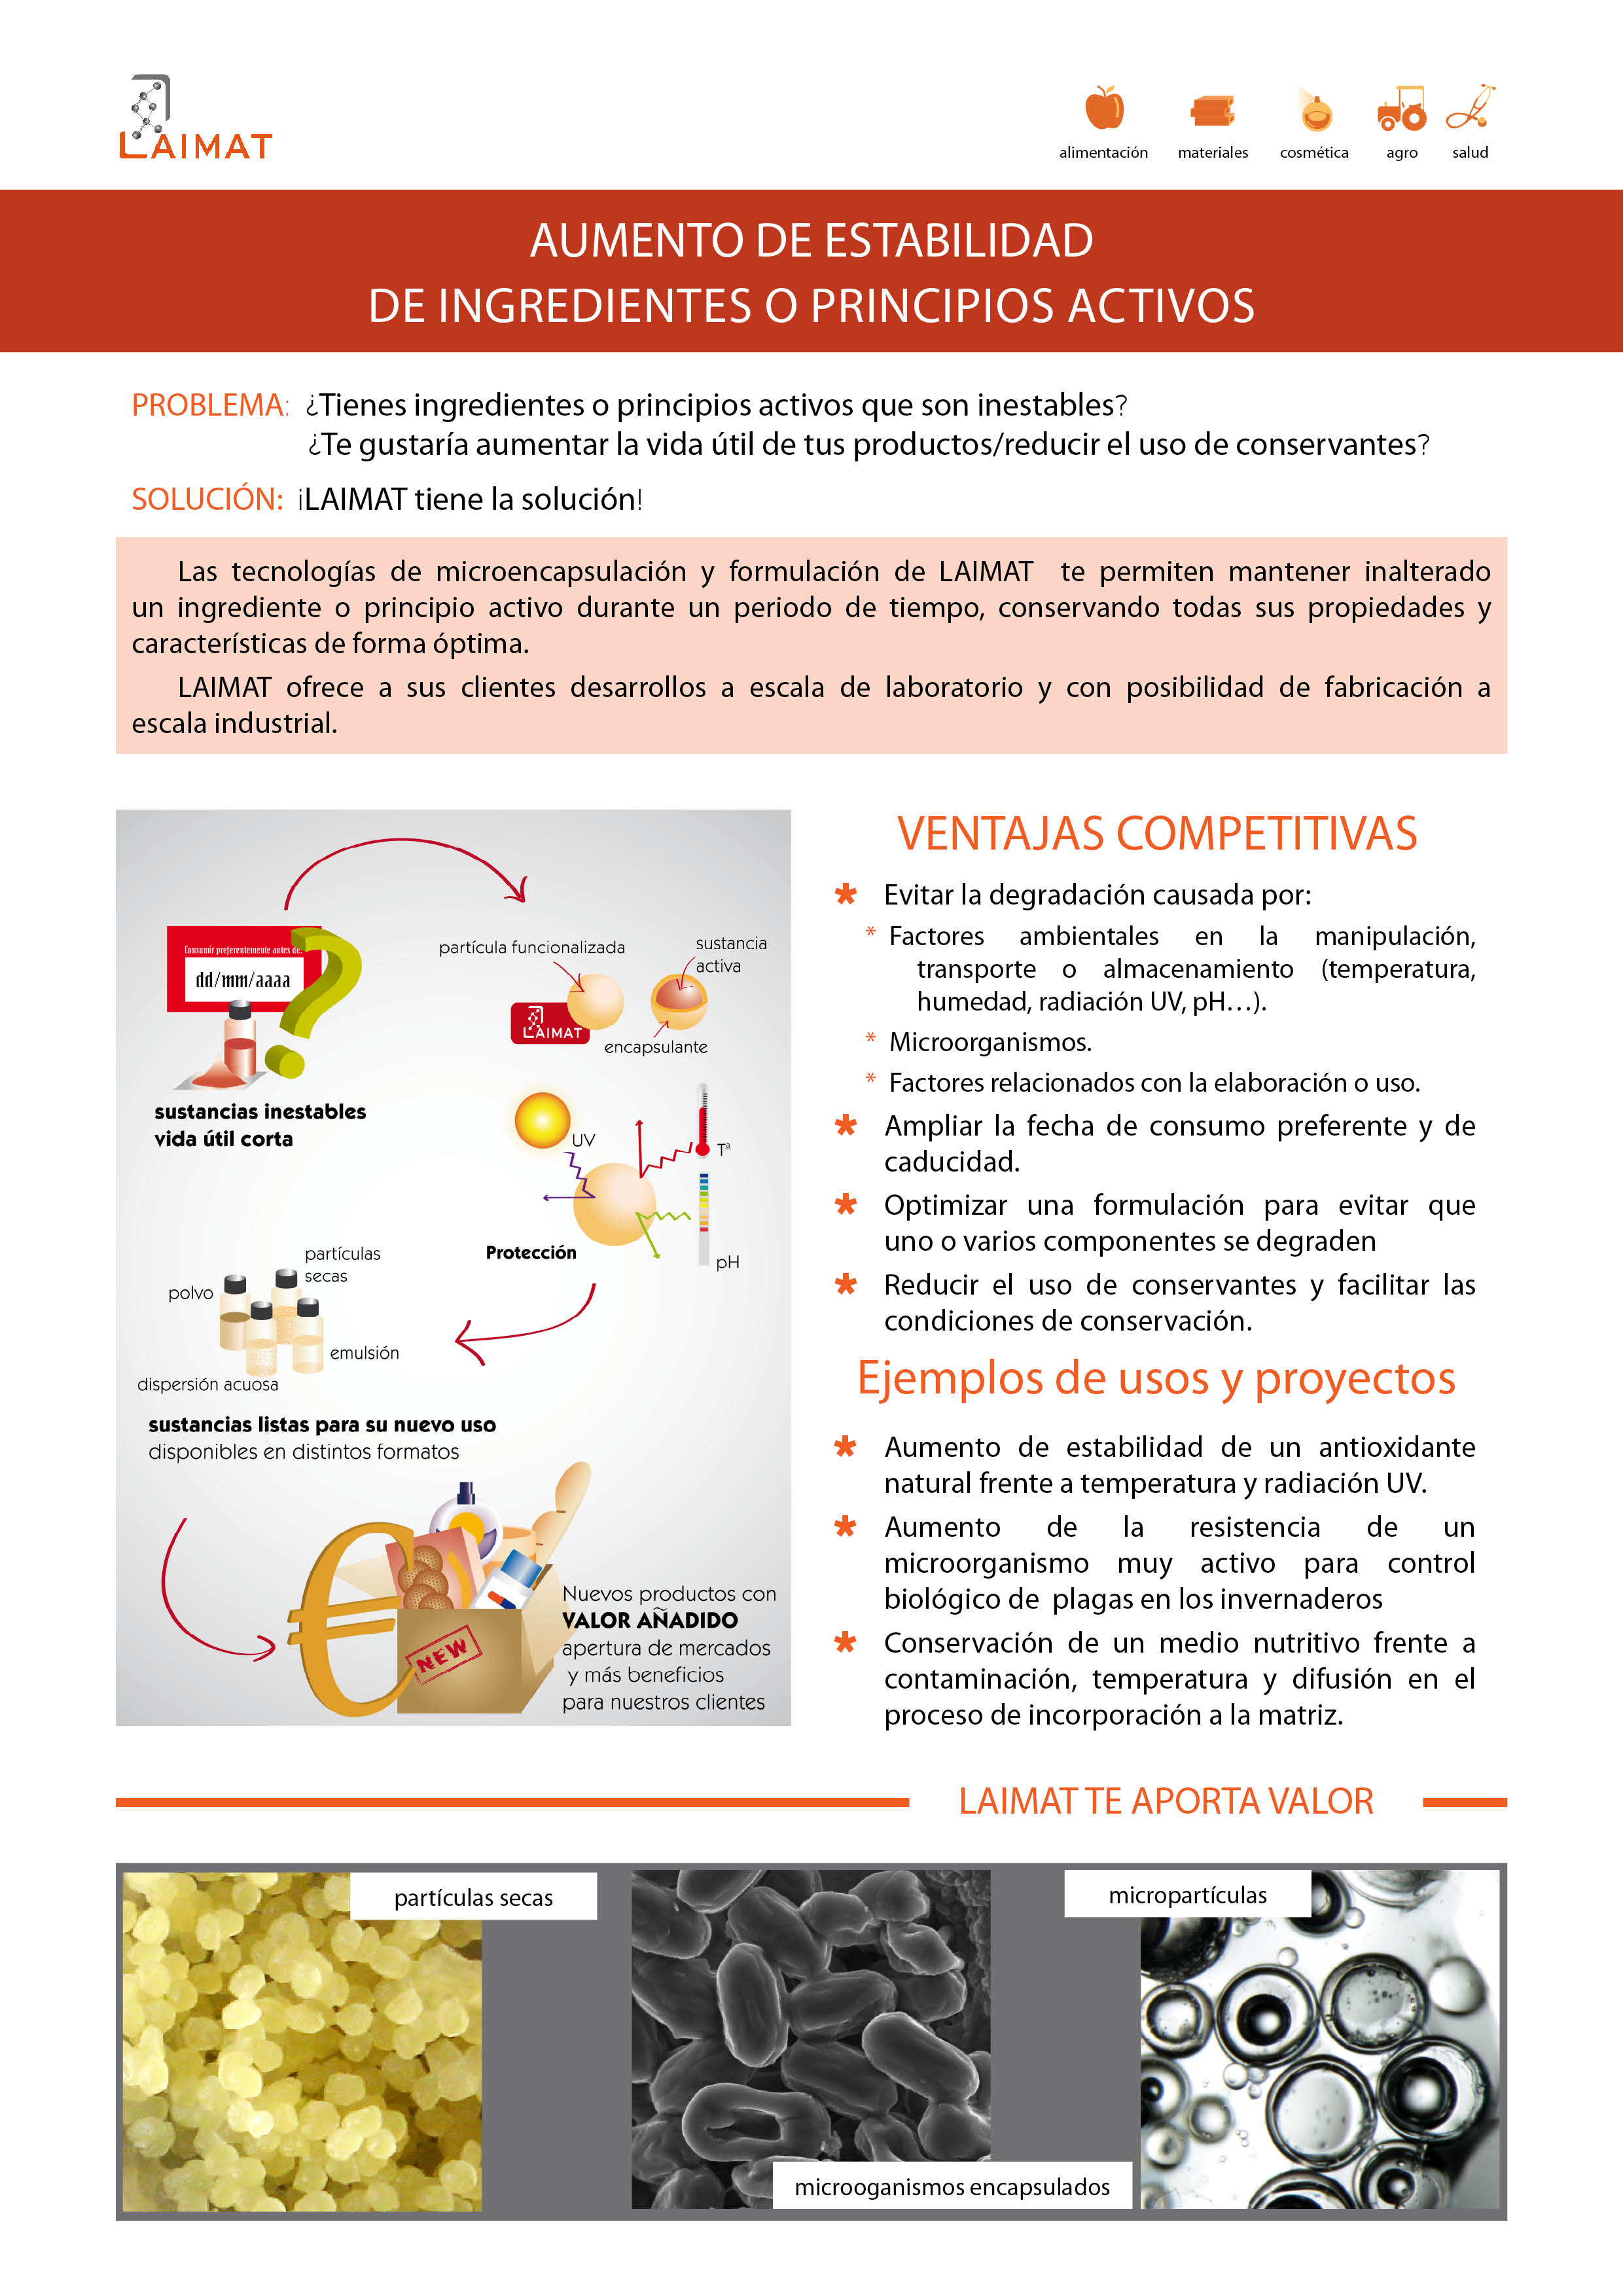 LAIMAT
alimentación
materiales
cosmética
agro
salud
AUMENTO DE ESTABILIDAD
DE INGREDIENTES O PRINCIPIOS ACTIVOS
PROBLEMA: ¿Tienes ingredientes o principios activos que son inestables?
¿Te gustaría aumentar la vida útil de tus productos/reducir el uso de conservantes?
SOLUCIÓN: ¡LAIMAT tiene la solución!
Las tecnologías de microencapsulación y formulación de LAIMAT te permiten mantener inalterado
un ingrediente o principio activo durante un periodo de tiempo, conservando todas sus propiedades y
características de forma óptima.
LAIMAT ofrece a sus clientes desarrollos a escala de laboratorio y con posibilidad de fabricación a
escala industrial.
Consumir preferentemente antes de:
dd/mm/aaaa
sustancias inestables
vida útil corta
partícula funcionalizada
sustancia
activa
LAIMAT
encapsulante
UV
Tª
Protección
pH
partículas
secas
polvo
emulsión
dispersión acuosa
sustancias listas para su nuevo uso
disponibles en distintos formatos
€
NEW
Nuevos productos con
VALOR AÑADIDO
apertura de mercados
y más beneficios
para nuestros clientes
VENTAJAS COMPETITIVAS
* Evitar la degradación causada por:
* Factores ambientales en la manipulación,
transporte o almacenamiento (temperatura,
humedad, radiación UV, pH…).
* Microorganismos.
* Factores relacionados con la elaboración o uso.
* Ampliar la fecha de consumo preferente y de
caducidad.
* Optimizar una formulación para evitar que
uno o varios componentes se degraden
* Reducir el uso de conservantes y facilitar las
condiciones de conservación.
Ejemplos de usos y proyectos
* Aumento de estabilidad de un antioxidante
natural frente a temperatura y radiación UV.
* Aumento de la resistencia de un
microorganismo muy activo para control
biológico de plagas en los invernaderos
* Conservación de un medio nutritivo frente a
contaminación, temperatura y difusión en el
proceso de incorporación a la matriz.
LAIMAT TE APORTA VALOR
partículas secas
microoganismos encapsulados
micropartículas